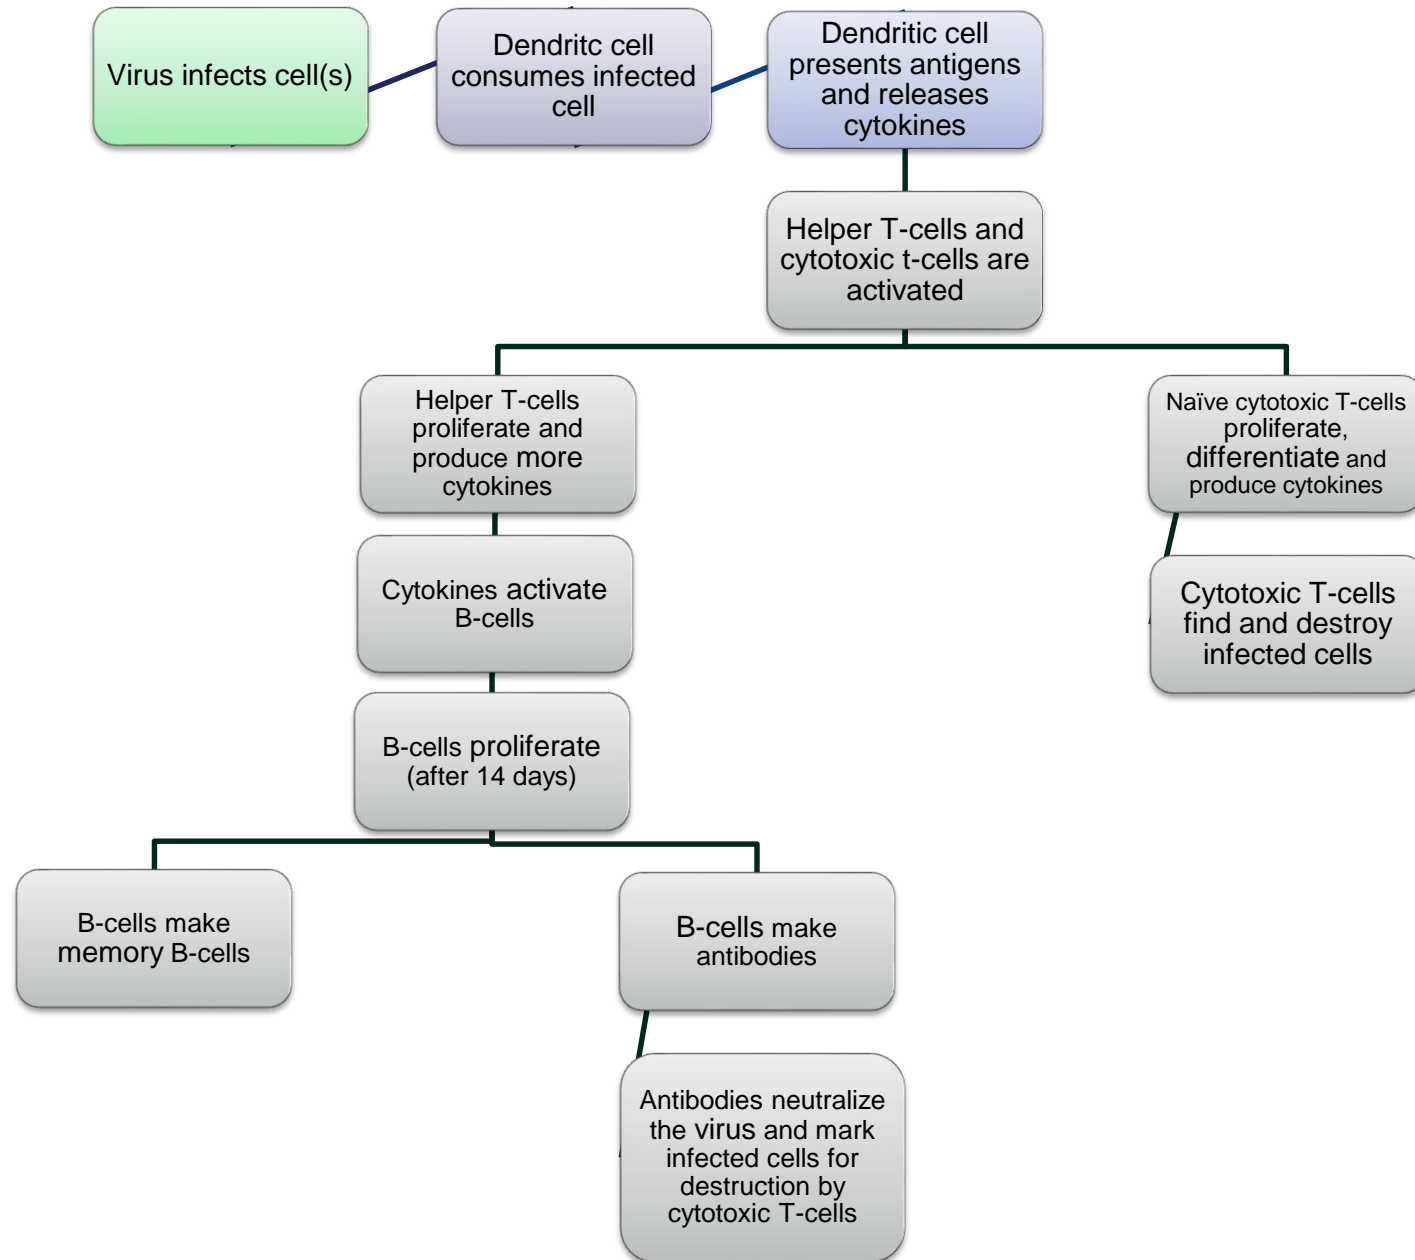 Virus infects cell(s)
Dendritc cell
consumes infected
cell
Dendritic cell
presents antigens
and releases
cytokines
Helper T-cells and
cytotoxic t-cells are
activated
Helper T-cells
proliferate and
produce more
cytokines
Naïve cytotoxic T-cells
proliferate,
differentiate and
produce cytokines
Cytokines activate
B-cells
Cytotoxic T-cells
find and destroy
infected cells
B-cells proliferate
(after 14 days)
B-cells make
memory B-cells
B-cells make
antibodies
Antibodies neutralize
the virus and mark
infected cells for
destruction by
cytotoxic T-cells